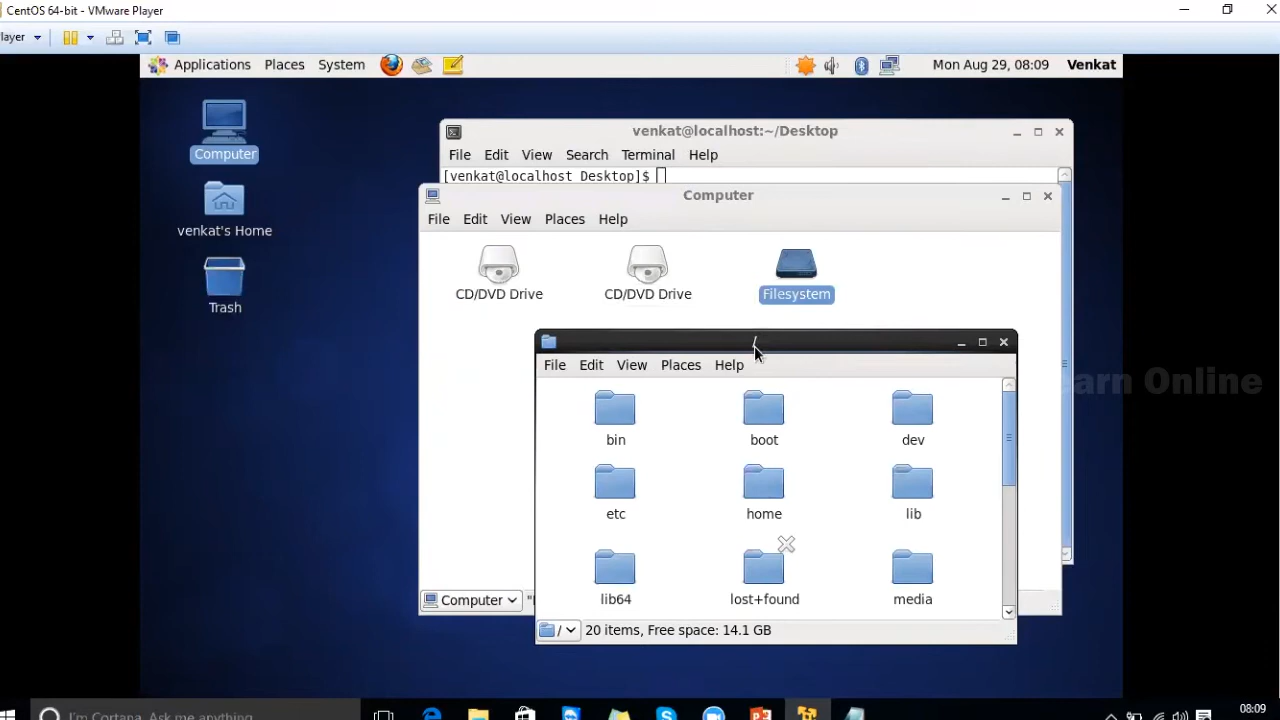 CentOS 64-bit - VMware Player
layer
Applications Places System Mon Aug 29, 08:09 Venkat
Computer
venkat's Home
Trash
venkat@localhost:~/Desktop
File Edit View Search Terminal Help
[venkat@localhost Desktop]$
Computer
File Edit View Places Help
CD/DVD Drive CD/DVD Drive Filesystem
/
File Edit View Places Help
bin boot dev
etc home lib
lib64 lost+found media
/ 20 items, Free space: 14.1 GB
Computer "
arn Online
I'm Cortana. Ask me anything.
08:09